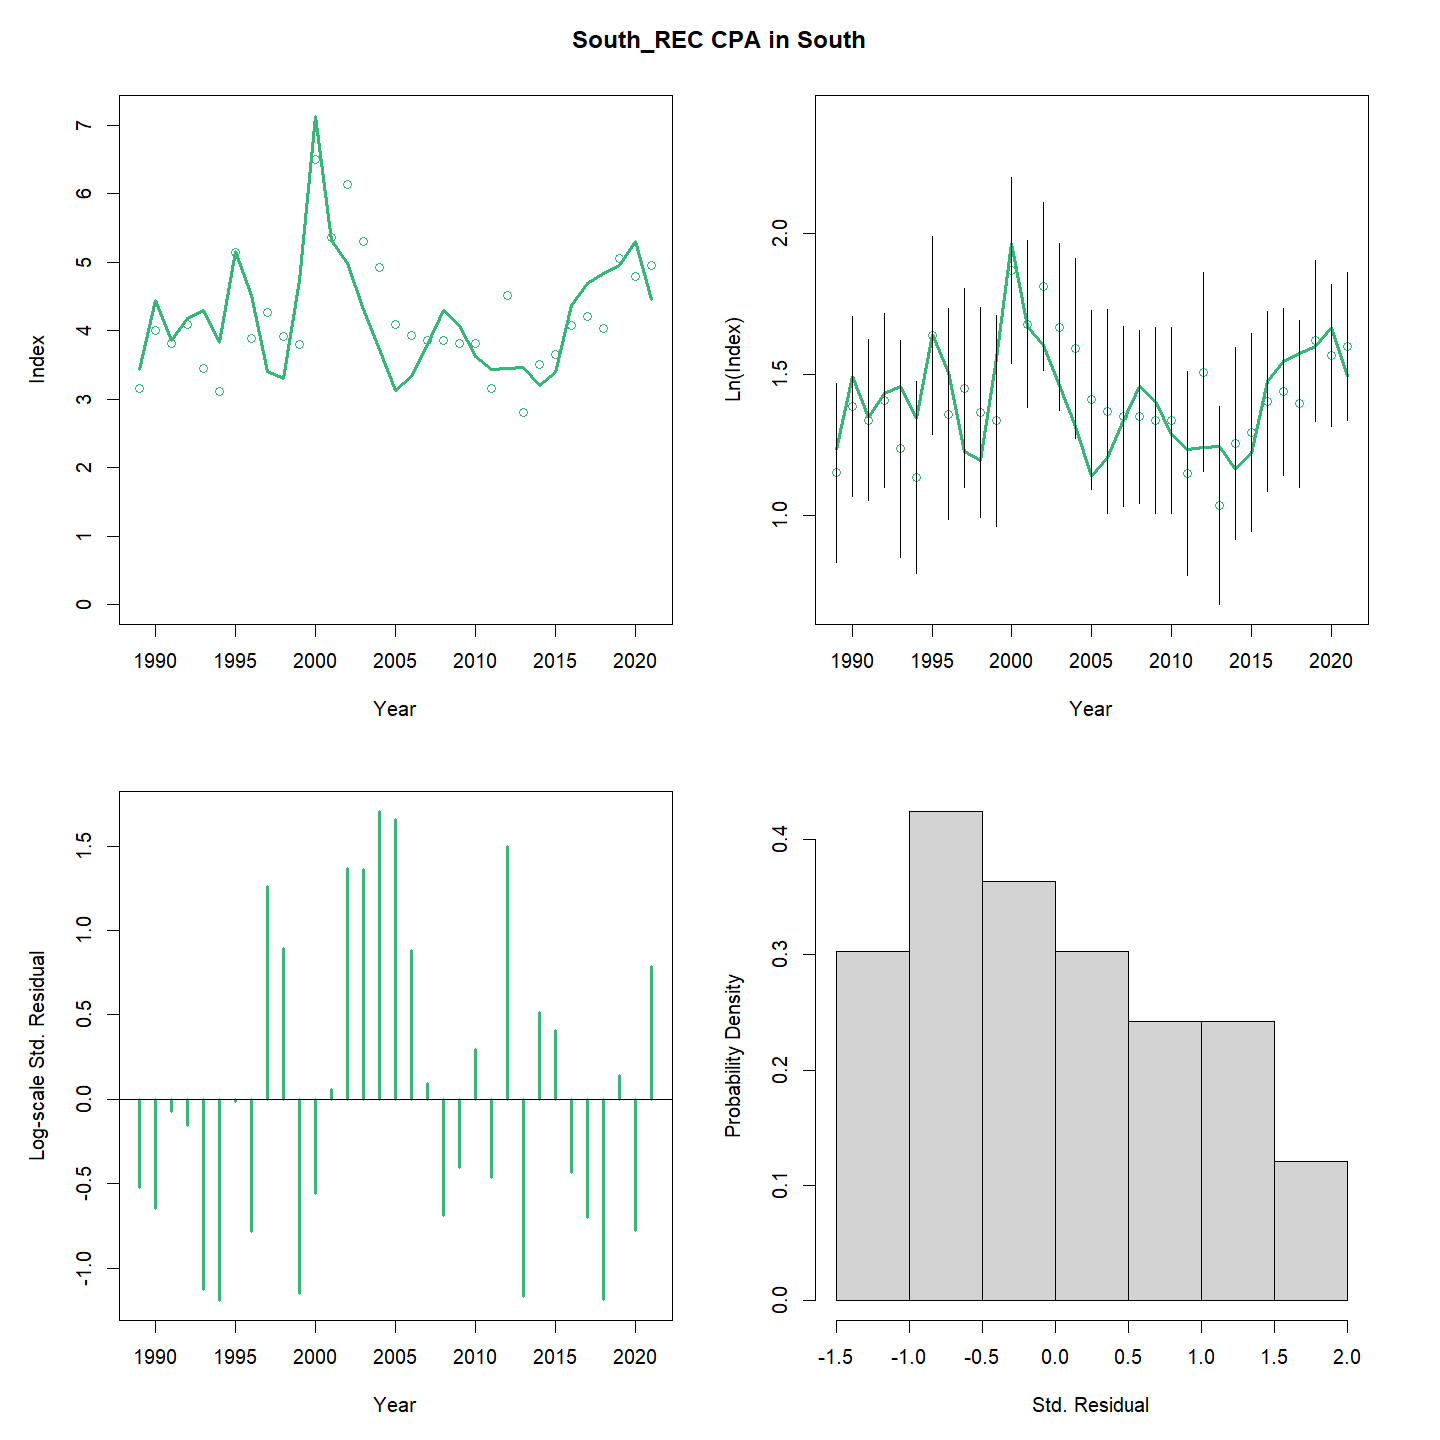 South_REC CPA in South
Index
7
6
5
4
3
2
1
0
1990 1995 2000 2005 2010 2015 2020
Year
Ln(Index)
2.0
1.5
1.0
1990 1995 2000 2005 2010 2015 2020
Year
Log-scale Std. Residual
1.5
1.0
0.5
0.0
-0.5
-1.0
1990 1995 2000 2005 2010 2015 2020
Year
Probability Density
0.4
0.3
0.2
0.1
0.0
-1.5 -1.0 -0.5 0.0 0.5 1.0 1.5 2.0
Std. Residual